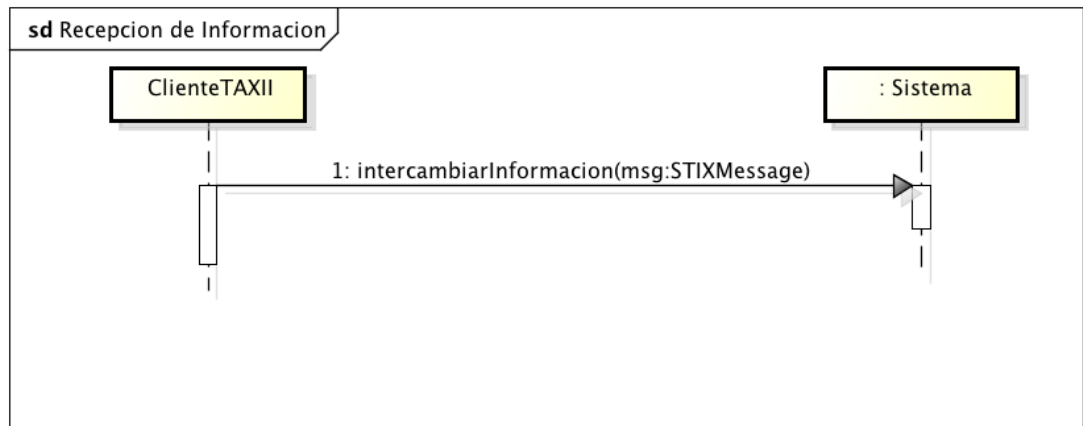 sd Recepcion de Informacion
ClienteTAXII
: Sistema
1: intercambiarInformacion(msg:STIXMessage)